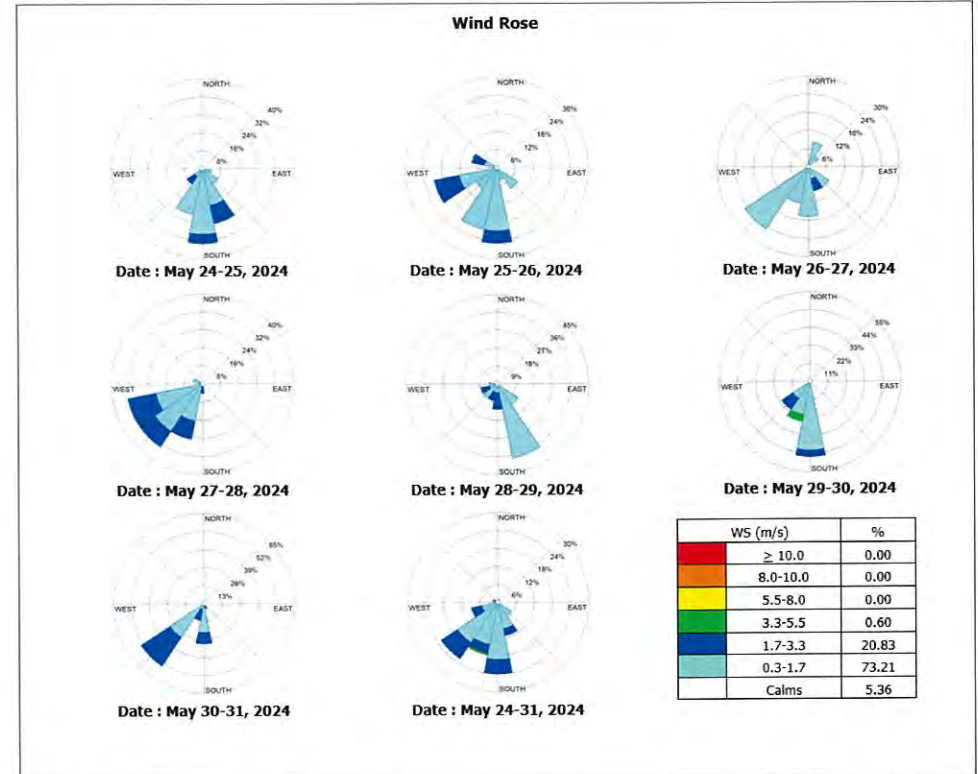 Wind Rose
NORTH
40%
32%
24%
16%
8%
WEST
EAST
SOUTH
Date : May 24-25, 2024
NORTH
30%
24%
18%
12%
6%
WEST
EAST
SOUTH
Date : May 25-26, 2024
NORTH
30%
24%
18%
12%
6%
WEST
EAST
SOUTH
Date : May 26-27, 2024
NORTH
40%
32%
24%
16%
8%
WEST
EAST
SOUTH
Date : May 27-28, 2024
NORTH
45%
36%
27%
18%
9%
WEST
EAST
SOUTH
Date : May 28-29, 2024
NORTH
55%
44%
33%
22%
11%
WEST
EAST
SOUTH
Date : May 29-30, 2024
NORTH
65%
52%
39%
26%
13%
WEST
EAST
SOUTH
Date : May 30-31, 2024
NORTH
30%
24%
18%
12%
6%
WEST
EAST
SOUTH
Date : May 24-31, 2024
WS (m/s) %
≥ 10.0 0.00
8.0-10.0 0.00
5.5-8.0 0.00
3.3-5.5 0.60
1.7-3.3 20.83
0.3-1.7 73.21
Calms 5.36